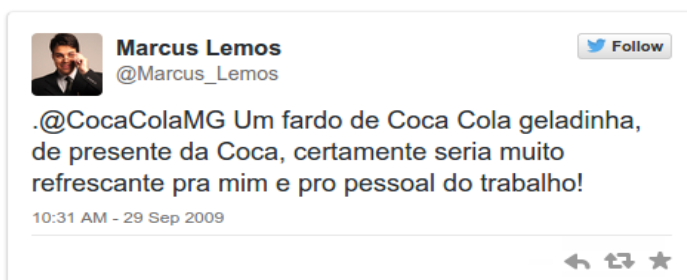 Marcus Lemos
Follow
@Marcus_Lemos
.@CocaColaMG Um fardo de Coca Cola geladinha,
de presente da Coca, certamente seria muito
refrescante pra mim e pro pessoal do trabalho!
10:31 AM - 29 Sep 2009